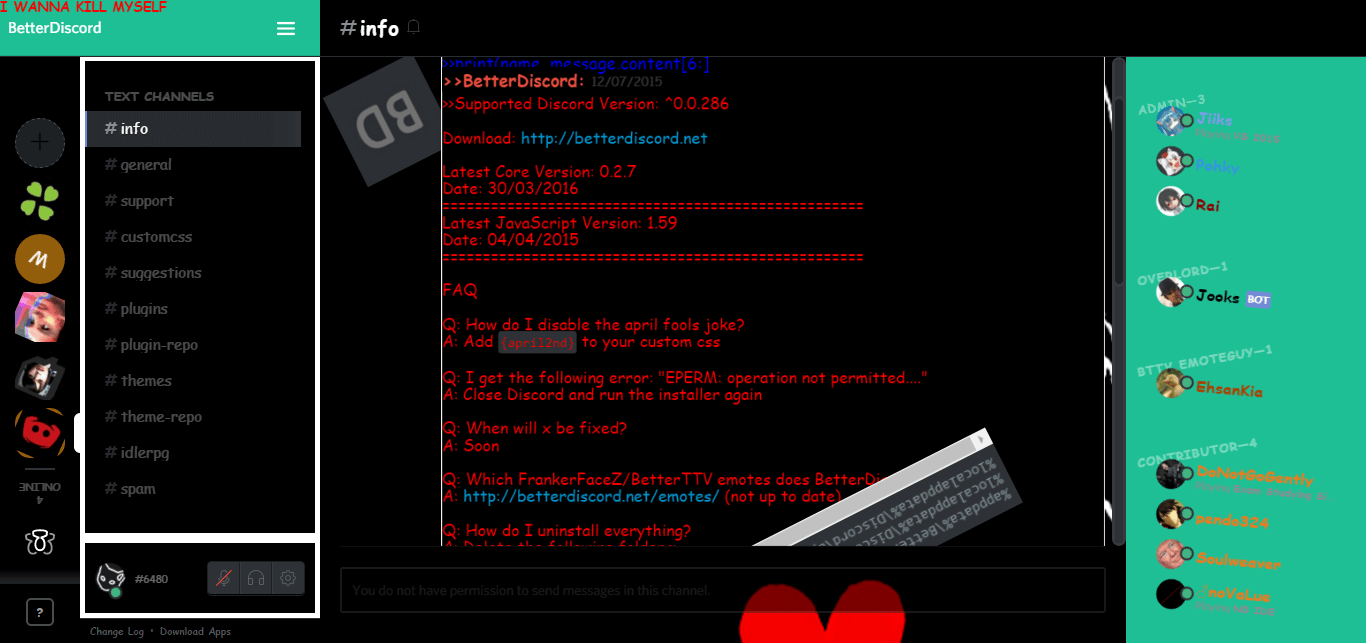 I WANNA KILL MYSELF
BetterDiscord
#info
TEXT CHANNELS
# info
# general
# support
# customcss
# suggestions
# plugins
# plugin-repo
# themes
# theme-repo
# idlerpg
# spam
M
ONLINE
4
#6480
?
Change Log • Download Apps
>>print(name, message.content[6:]
BD
>>BetterDiscord: 12/07/2015
>>Supported Discord Version: ^0.0.286
Download: http://betterdiscord.net
Latest Core Version: 0.2.7
Date: 30/03/2016
Latest JavaScript Version: 1.59
Date: 04/04/2015
FAQ
Q: How do I disable the april fools joke?
A: Add {april2nd} to your custom css
Q: I get the following error: "EPERM: operation not permitted...."
A: Close Discord and run the installer again
Q: When will x be fixed?
A: Soon
Q: Which FrankerFaceZ/BetterTTV emotes does BetterDi
A: http://betterdiscord.net/emotes/ (not up to date)
Q: How do I uninstall everything?
A: Delete the following folders:
%localappdata%
%localappdata%\Discord
%appdata%\Bette
You do not have permission to send messages in this channel.
ADMIN—3
Jiiks
Pohky
Rai
OVERLORD—1
Jooks BOT
BTTV EMOTEGUY—1
EhsanKia
CONTRIBUTOR—4
DoNotGoGently
pendo324
Soulweaver
noVaLue